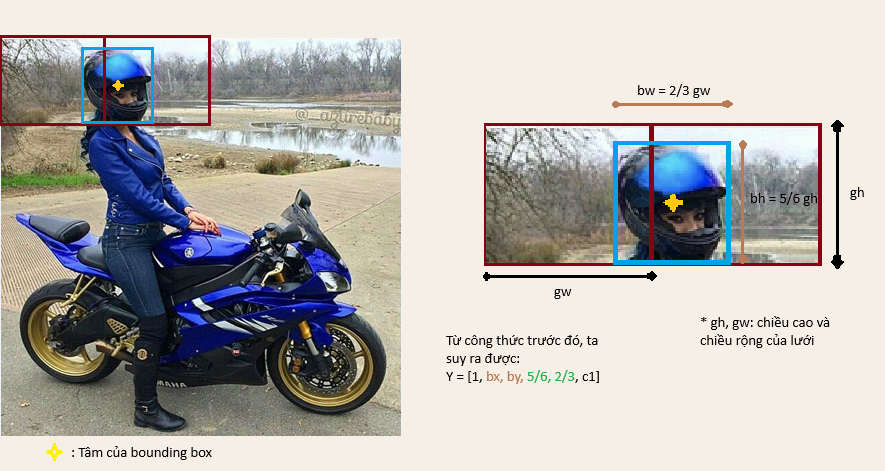 @_azurebaby
bw = 2/3 gw
bh = 5/6 gh
gh
gw
* gh, gw: chiều cao và
chiều rộng của lưới
Từ công thức trước đó, ta
suy ra được:
Y = [1, bx, by, 5/6, 2/3, c1]
YAMAHA
: Tâm của bounding box